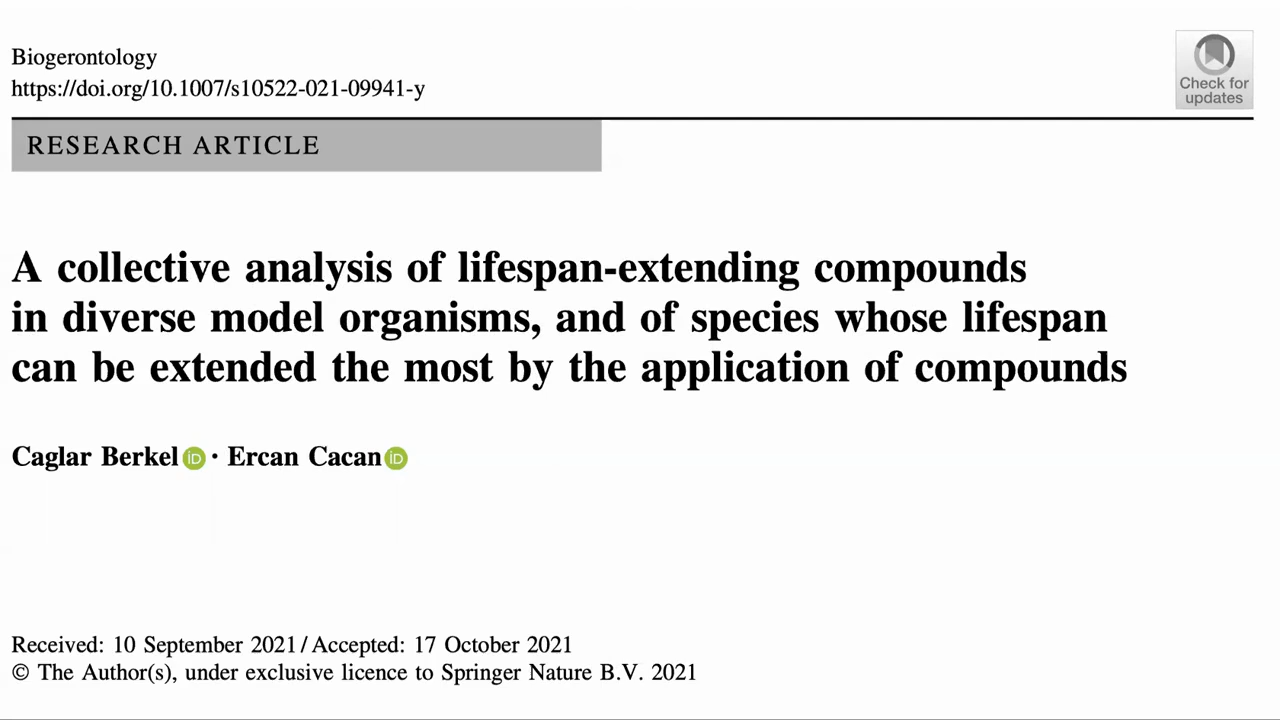 Biogerontology
https://doi.org/10.1007/s10522-021-09941-y
Check for
updates
RESEARCH ARTICLE
A collective analysis of lifespan-extending compounds
in diverse model organisms, and of species whose lifespan
can be extended the most by the application of compounds
Caglar Berkel iD · Ercan Cacan iD
Received: 10 September 2021 / Accepted: 17 October 2021
© The Author(s), under exclusive licence to Springer Nature B.V. 2021